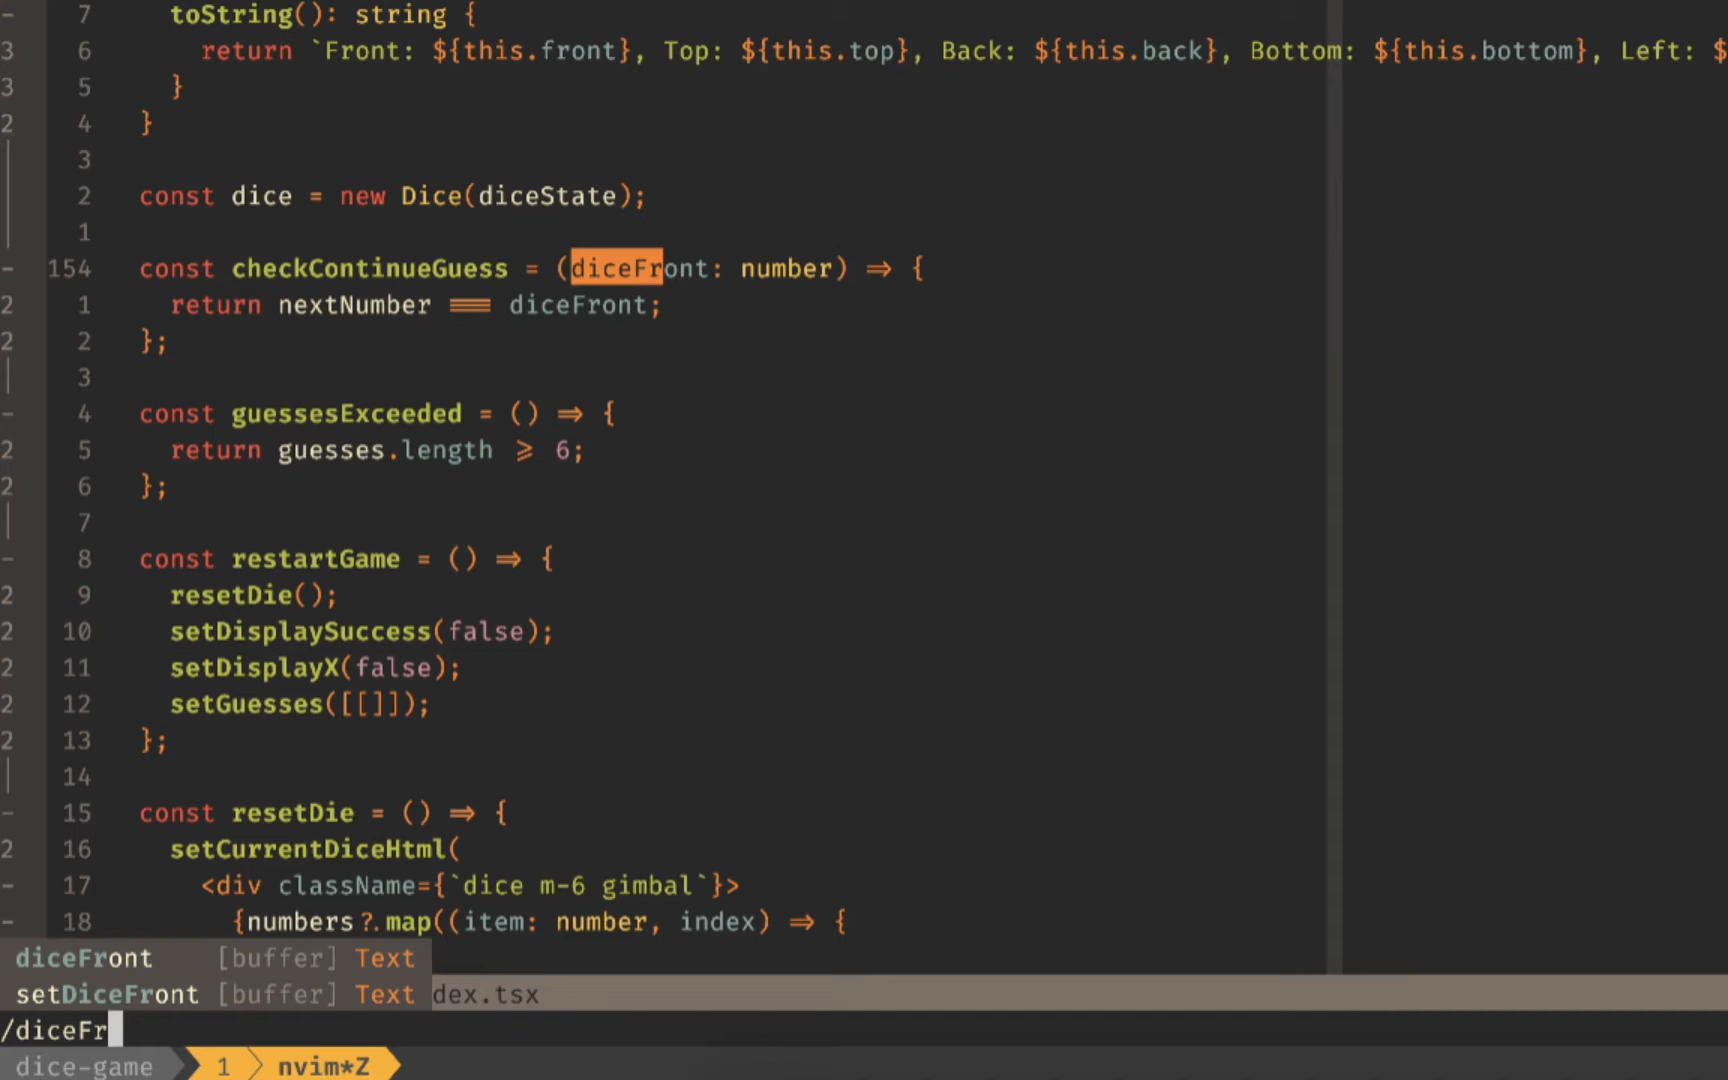 - 7 toString(): string {
3 6 return `Front: ${this.front}, Top: ${this.top}, Back: ${this.back}, Bottom: ${this.bottom}, Left: $
3 5 }
2 4 }
3
2 const dice = new Dice(diceState);
1
- 154 const checkContinueGuess = (diceFront: number) => {
2 1 return nextNumber === diceFront;
2 2 };
3
- 4 const guessesExceeded = () => {
2 5 return guesses.length >= 6;
2 6 };
7
- 8 const restartGame = () => {
2 9 resetDie();
2 10 setDisplaySuccess(false);
2 11 setDisplayX(false);
2 12 setGuesses([[]]);
2 13 };
14
- 15 const resetDie = () => {
2 16 setCurrentDiceHtml(
- 17 <div className={`dice m-6 gimbal`}>
- 18 {numbers?.map((item: number, index) => {
diceFront [buffer] Text
setDiceFront [buffer] Text dex.tsx
/diceFr
dice-game 1 nvim*Z